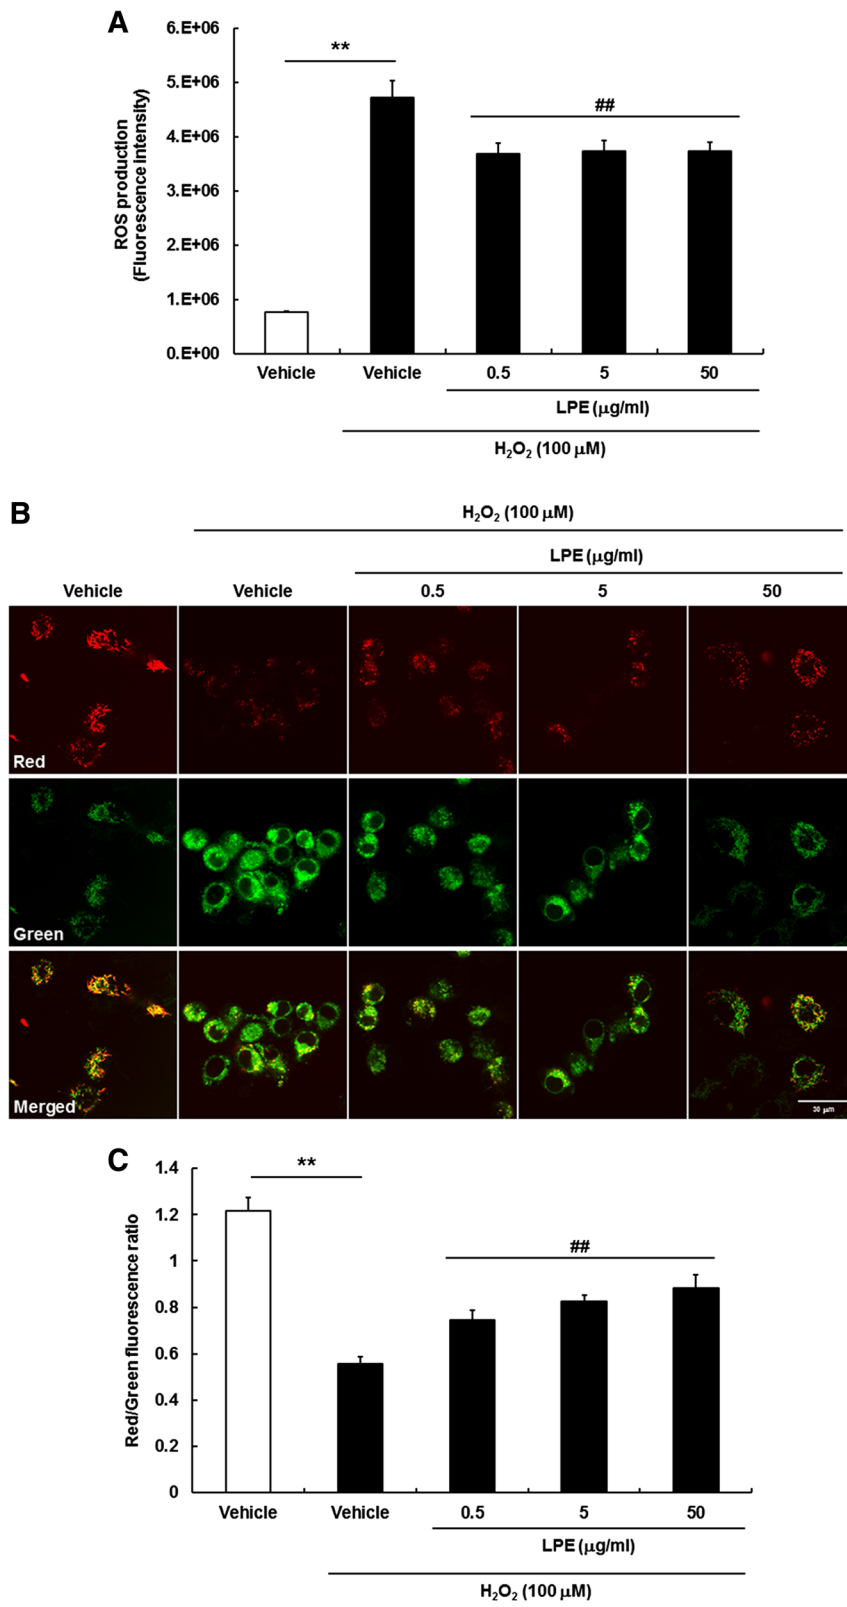 A
6.E+06
5.E+06
4.E+06
3.E+06
2.E+06
1.E+06
0.E+00
ROS production
(Fluorescence intensity)
**
##
Vehicle Vehicle 0.5 5 50
LPE (μg/ml)
H₂O₂ (100 μM)
B
H₂O₂ (100 μM)
LPE (μg/ml)
Vehicle Vehicle 0.5 5 50
Red
Green
Merged
30 μm
C
1.4
1.2
1
0.8
0.6
0.4
0.2
0
Red/Green fluorescence ratio
**
##
Vehicle Vehicle 0.5 5 50
LPE (μg/ml)
H₂O₂ (100 μM)